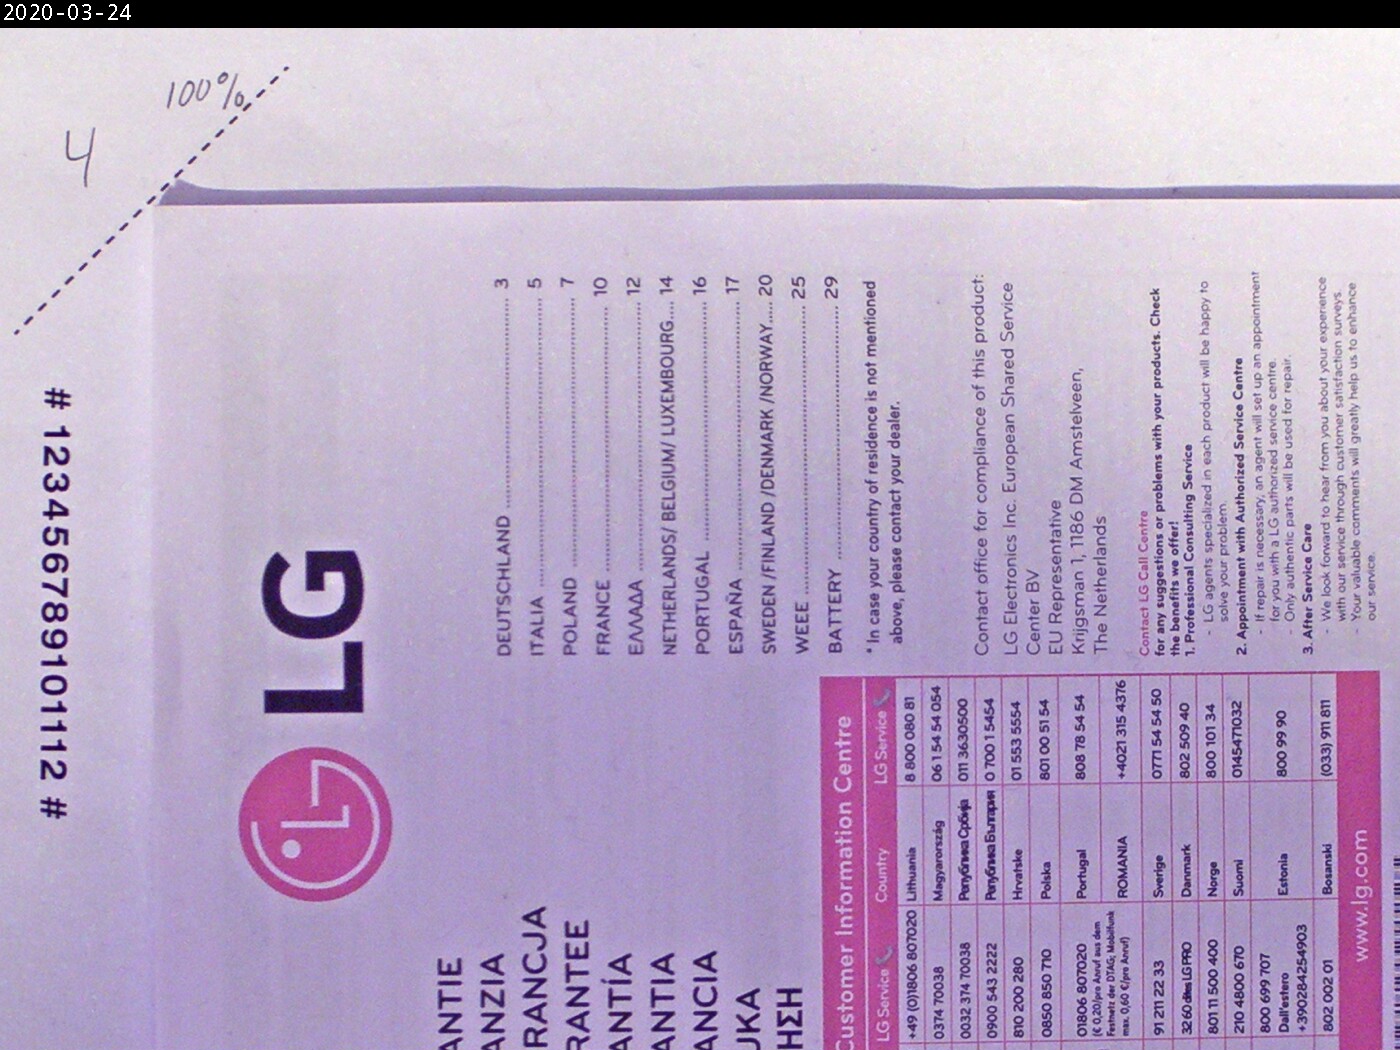 2020-03-24
100%
4
# 123456789101112 #
LG
DEUTSCHLAND ........ 3
ITALIA ........ 5
POLAND ........ 7
FRANCE ........ 10
ΕΛΛΑΔΑ ........ 12
NETHERLANDS/ BELGIUM/ LUXEMBOURG.... 14
PORTUGAL ........ 16
ESPAÑA ........ 17
SWEDEN /FINLAND /DENMARK /NORWAY..... 20
WEEE ........ 25
BATTERY ........ 29
* In case your country of residence is not mentioned
above, please contact your dealer.
Contact office for compliance of this product:
LG Electronics Inc. European Shared Service
Center BV
EU Representative
Krijgsman 1, 1186 DM Amstelveen,
The Netherlands
Contact LG Call Centre
for any suggestions or problems with your products. Check
the benefits we offer!
1. Professional Consulting Service
- LG agents specialized in each product will be happy to
solve your problem.
2. Appointment with Authorized Service Centre
- If repair is necessary, an agent will set up an appointment
for you with a LG authorized service centre.
- Only authentic parts will be used for repair.
3. After Service Care
- We look forward to hear from you about your experience
with our service through customer satisfaction surveys.
- Your valuable comments will greatly help us to enhance
our service.
ANTIE
ANZIA
RANCJA
RANTEE
ANTÍA
ANTIA
ANCIA
UKA
ΗΣΗ
Customer Information Centre
LG Service Country LG Service
+49 (0)1806 807020 Lithuania 8 800 080 81
0374 70038 Magyarország 06 1 54 54 054
0032 374 70038 Република Србија 011 3630500
0900 543 2222 Република България 0 700 1 5454
810 200 280 Hrvatske 01 553 5554
0850 850 710 Polska 801 00 51 54
01806 807020 Portugal 808 78 54 54
(€ 0,20/pro Anruf aus dem
Festnetz der DTAG; Mobilfunk
max. 0,60 €/pro Anruf)
ROMANIA +4021 315 4376
91 211 22 33 Sverige 0771 54 54 50
3260 dites LG PRO Danmark 802 509 40
801 11 500 400 Norge 800 101 34
210 4800 670 Suomi 0145471032
800 699 707 Estonia 800 99 90
Dall'estero
+390284254903
802 002 01 Bosanski (033) 911 811
www.lg.com